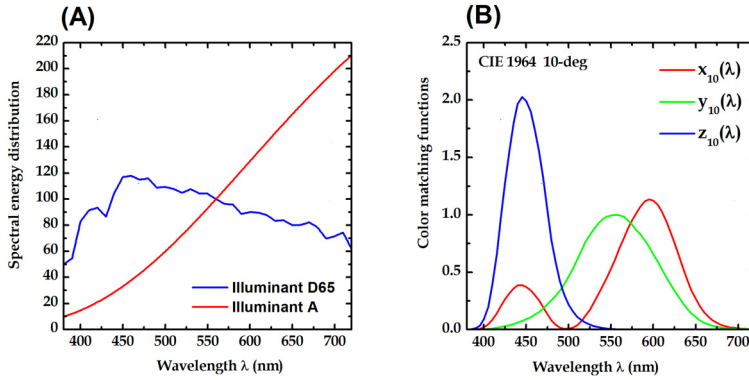 (A)
220
200
180
160
140
120
100
80
60
40
20
0
Spectral energy distribution
Illuminant D65
Illuminant A
400 450 500 550 600 650 700
Wavelength λ (nm)
(B)
2.5
2.0
1.5
1.0
0.5
0.0
Color matching functions
CIE 1964 10-deg
x10(λ)
y10(λ)
z10(λ)
400 450 500 550 600 650 700
Wavelength λ (nm)